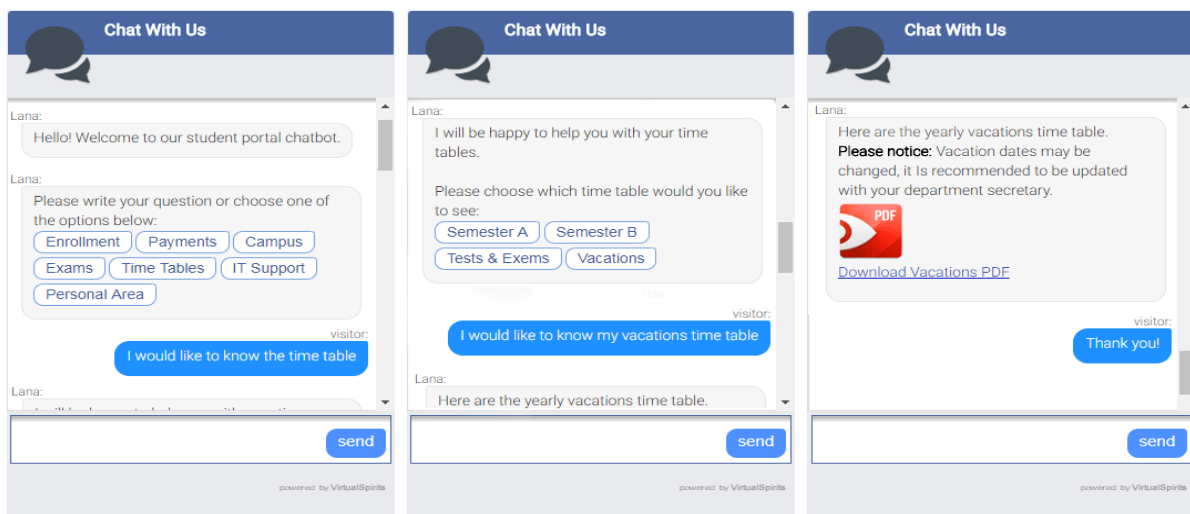 Chat With Us
Lana:
Hello! Welcome to our student portal chatbot.
Lana:
Please write your question or choose one of
the options below:
Enrollment Payments Campus
Exams Time Tables IT Support
Personal Area
visitor:
I would like to know the time table
Lana:
send
powered by VirtualSpirits
Chat With Us
Lana:
I will be happy to help you with your time
tables.
Please choose which time table would you like
to see:
Semester A Semester B
Tests & Exems Vacations
visitor:
I would like to know my vacations time table
Lana:
Here are the yearly vacations time table.
send
powered by VirtualSpirits
Chat With Us
Lana:
Here are the yearly vacations time table.
Please notice: Vacation dates may be
changed, it Is recommended to be updated
with your department secretary.
PDF
Download Vacations PDF
visitor:
Thank you!
send
powered by VirtualSpirits